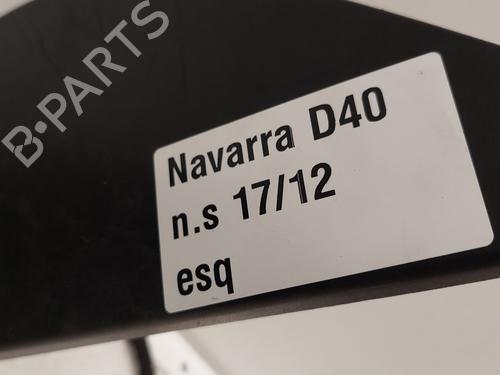 B-PARTS
Navarra D40
n.s 17/12
esq